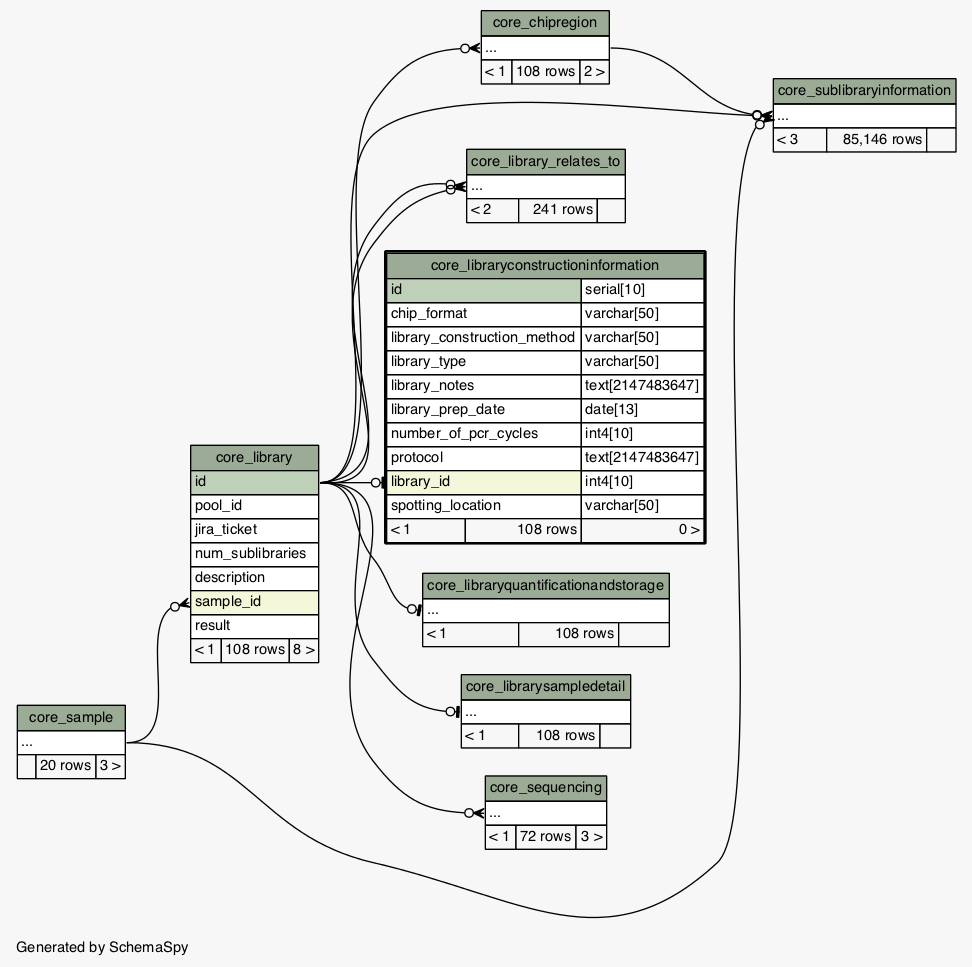 core_chipregion
...
< 1 108 rows 2 >
core_sublibraryinformation
...
< 3 85,146 rows
core_library_relates_to
...
< 2 241 rows
core_libraryconstructioninformation
id serial[10]
chip_format varchar[50]
library_construction_method varchar[50]
library_type varchar[50]
library_notes text[2147483647]
library_prep_date date[13]
number_of_pcr_cycles int4[10]
protocol text[2147483647]
library_id int4[10]
spotting_location varchar[50]
< 1 108 rows 0 >
core_library
id
pool_id
jira_ticket
num_sublibraries
description
sample_id
result
< 1 108 rows 8 >
core_libraryquantificationandstorage
...
< 1 108 rows
core_librarysampledetail
...
< 1 108 rows
core_sample
...
20 rows 3 >
core_sequencing
...
< 1 72 rows 3 >
Generated by SchemaSpy